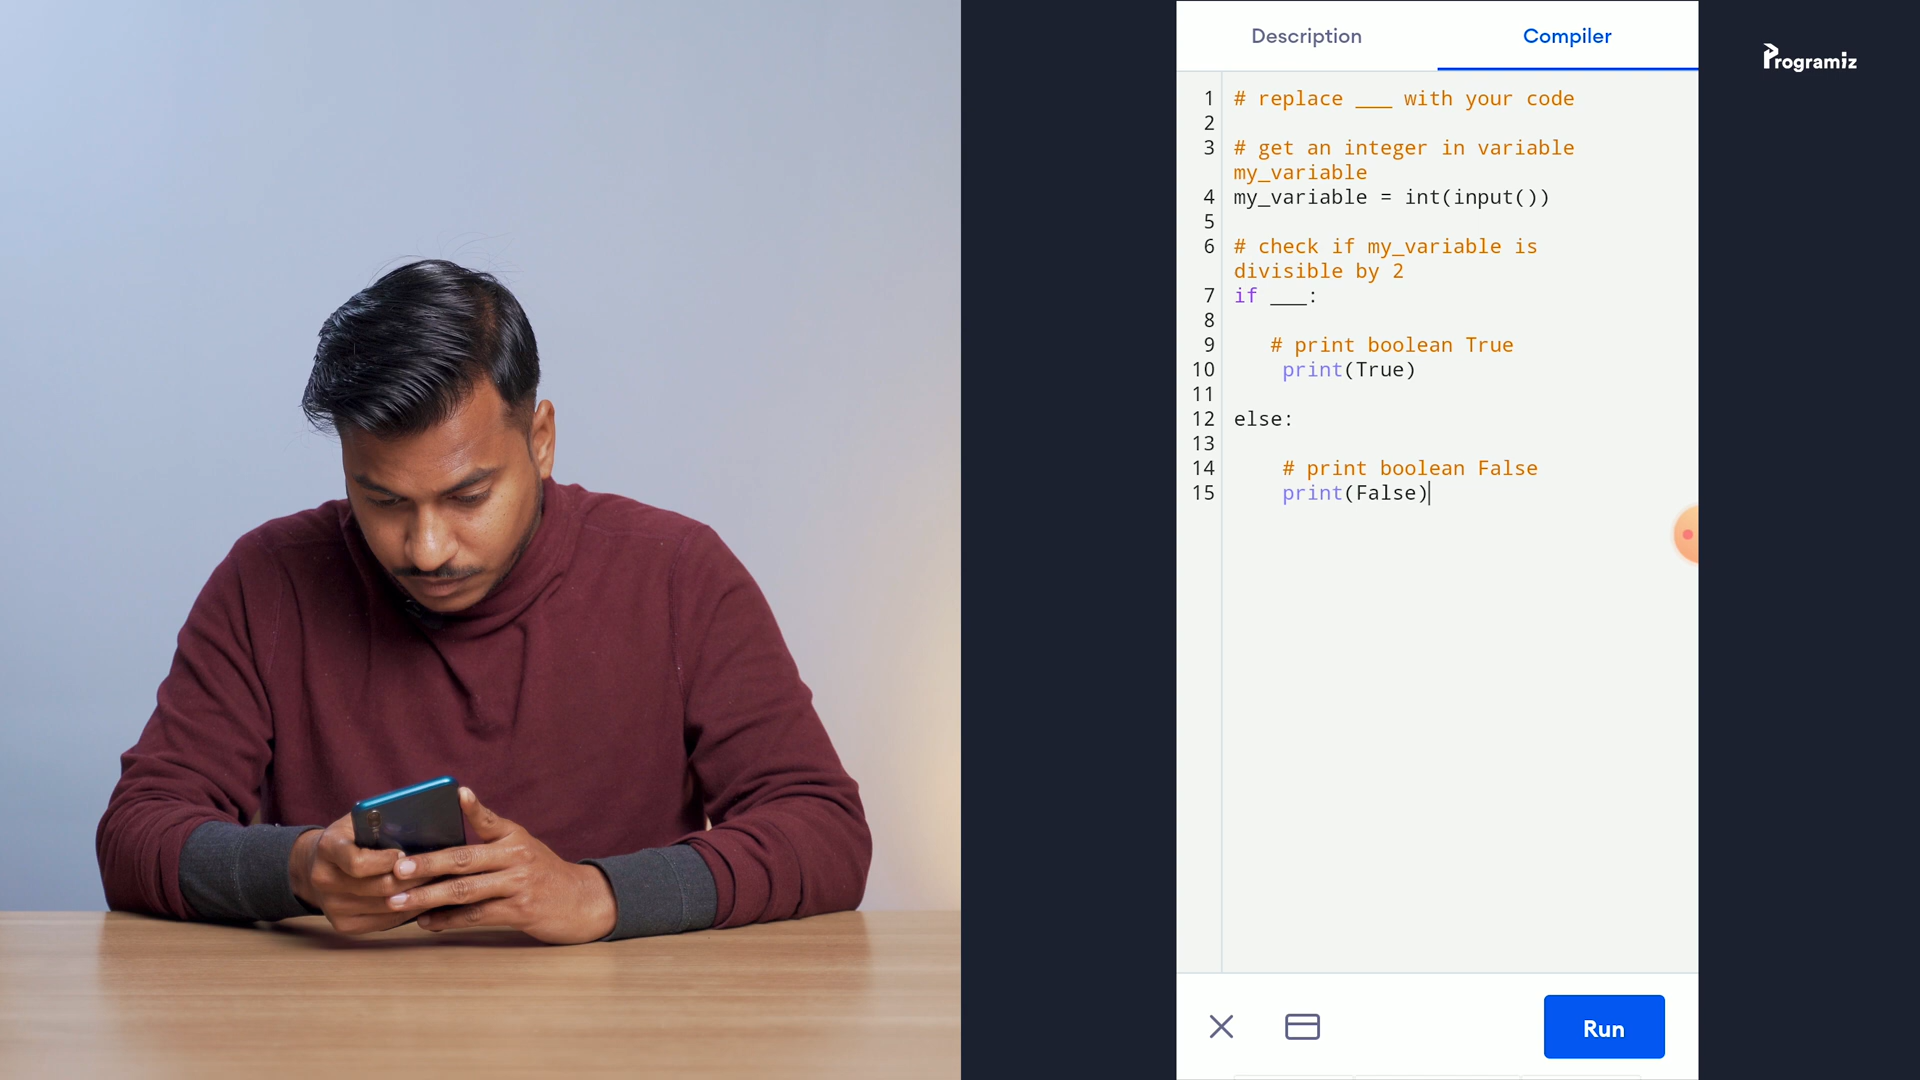 Description
Compiler
Programiz
1 # replace ___ with your code
2
3 # get an integer in variable
my_variable
4 my_variable = int(input())
5
6 # check if my_variable is
divisible by 2
7 if ___:
8
9 # print boolean True
10 print(True)
11
12 else:
13
14 # print boolean False
15 print(False)
Run